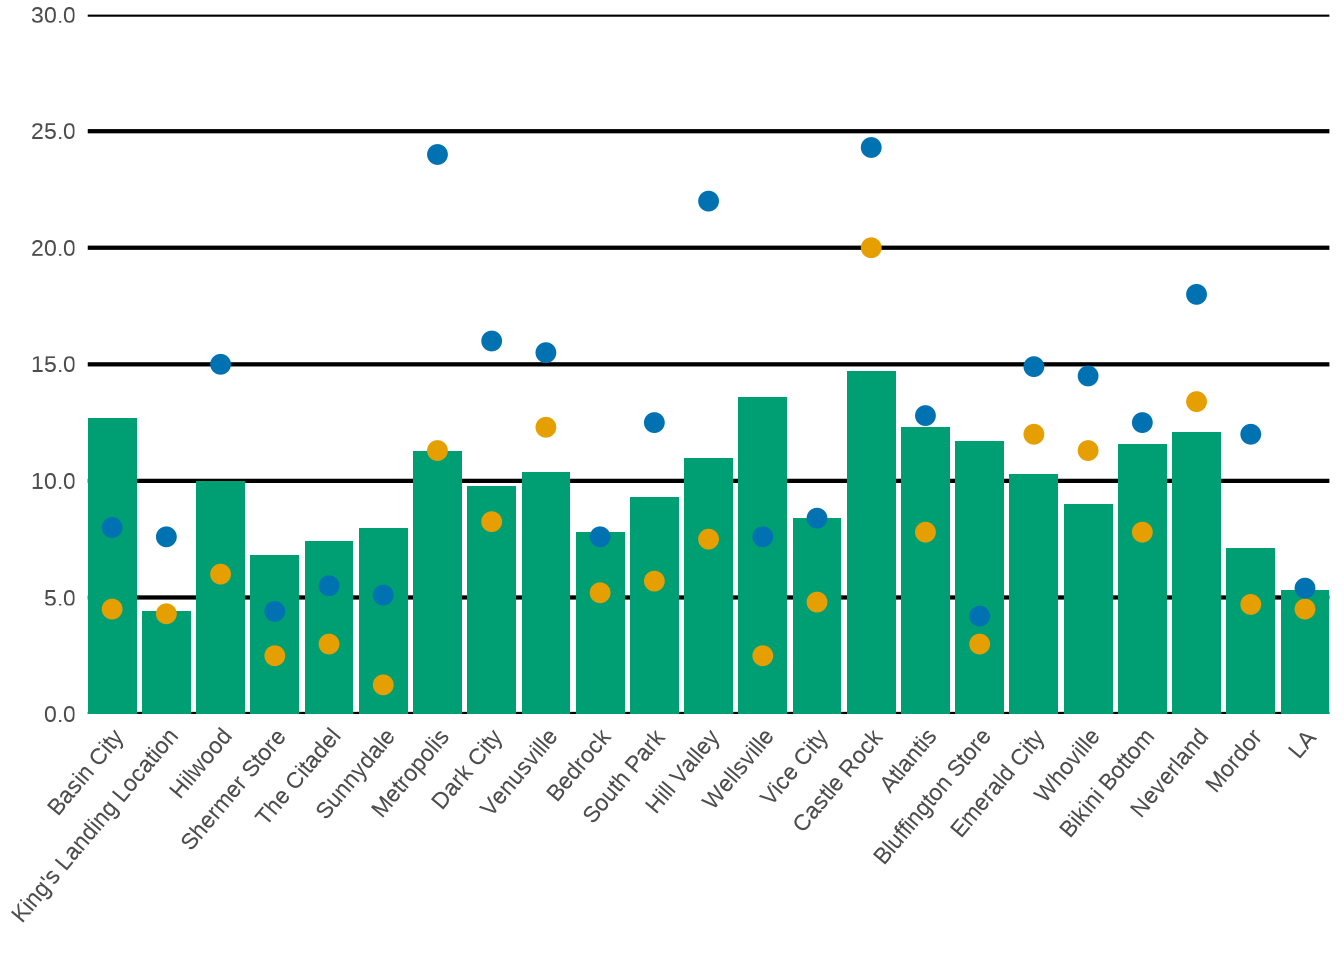 30.0
25.0
20.0
15.0
10.0
5.0
0.0
Basin City
King's Landing Location
Hilwood
Shermer Store
The Citadel
Sunnydale
Metropolis
Dark City
Venusville
Bedrock
South Park
Hill Valley
Wellsville
Vice City
Castle Rock
Atlantis
Bluffington Store
Emerald City
Whoville
Bikini Bottom
Neverland
Mordor
LA